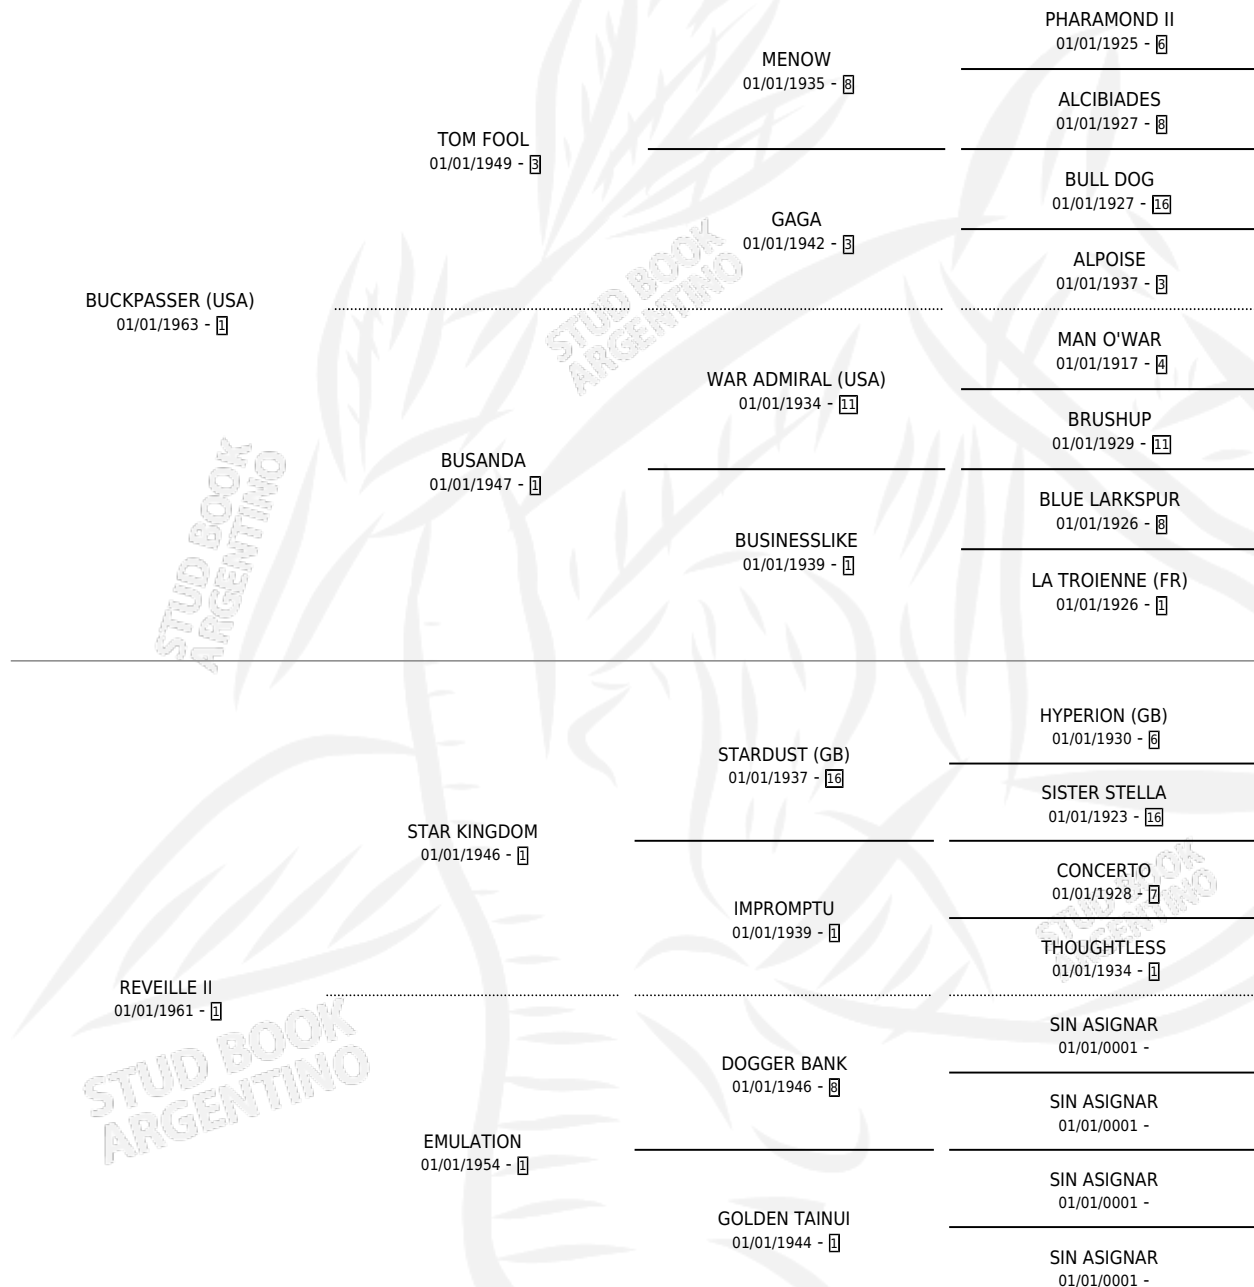 PHARAMOND II
01/01/1925 - 6
MENOW
01/01/1935 - 8
ALCIBIADES
01/01/1927 - 8
TOM FOOL
01/01/1949 - 3
BULL DOG
01/01/1927 - 16
GAGA
01/01/1942 - 3
ALPOISE
01/01/1937 - 3
BUCKPASSER (USA)
01/01/1963 - 1
MAN O'WAR
01/01/1917 - 4
WAR ADMIRAL (USA)
01/01/1934 - 11
BRUSHUP
01/01/1929 - 11
BUSANDA
01/01/1947 - 1
BLUE LARKSPUR
01/01/1926 - 8
BUSINESSLIKE
01/01/1939 - 1
LA TROIENNE (FR)
01/01/1926 - 1
HYPERION (GB)
01/01/1930 - 6
STARDUST (GB)
01/01/1937 - 16
SISTER STELLA
01/01/1923 - 16
STAR KINGDOM
01/01/1946 - 1
CONCERTO
01/01/1928 - 7
IMPROMPTU
01/01/1939 - 1
THOUGHTLESS
01/01/1934 - 1
REVEILLE II
01/01/1961 - 1
SIN ASIGNAR
01/01/0001 -
DOGGER BANK
01/01/1946 - 8
SIN ASIGNAR
01/01/0001 -
EMULATION
01/01/1954 - 1
SIN ASIGNAR
01/01/0001 -
GOLDEN TAINUI
01/01/1944 - 1
SIN ASIGNAR
01/01/0001 -
STUD BOOK
ARGENTINO
STUD BOOK
ARGENTINO
STUD BOOK
ARGENTINO
STUD BOOK
ARGENTINO